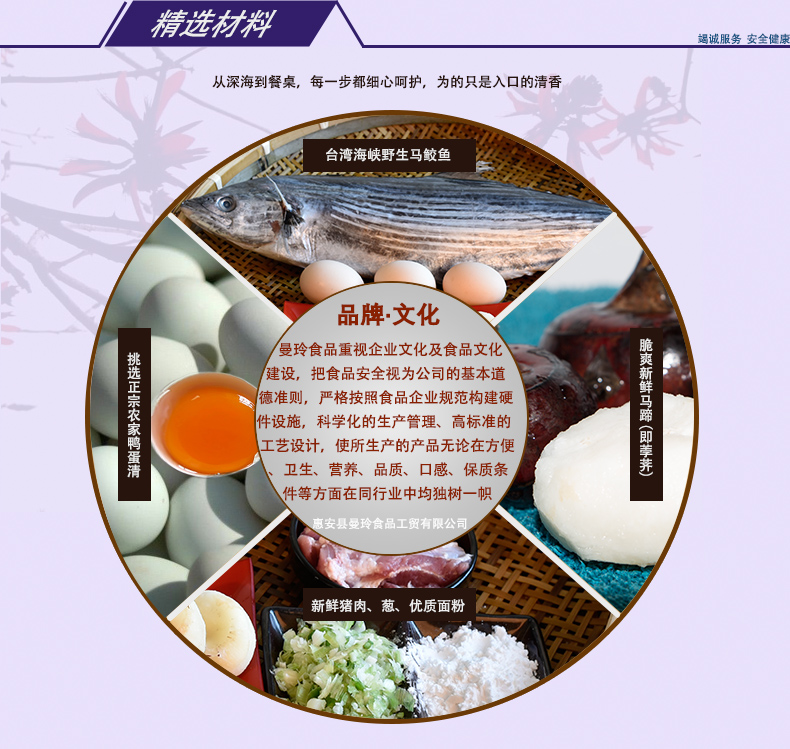 精选材料
竭诚服务 安全健康
从深海到餐桌，每一步都细心呵护，为的只是入口的清香
台湾海峡野生马鲛鱼
挑选正宗农家鸭蛋清
脆爽新鲜马蹄（即荸荠）
品牌·文化
曼玲食品重视企业文化及食品文化
建设，把食品安全视为公司的基本道
德准则，严格按照食品企业规范构建硬
件设施，科学化的生产管理、高标准的
工艺设计，使所生产的产品无论在方便
、卫生、营养、品质、口感、保质条
件等方面在同行业中均独树一帜
惠安县曼玲食品工贸有限公司
新鲜猪肉、葱、优质面粉